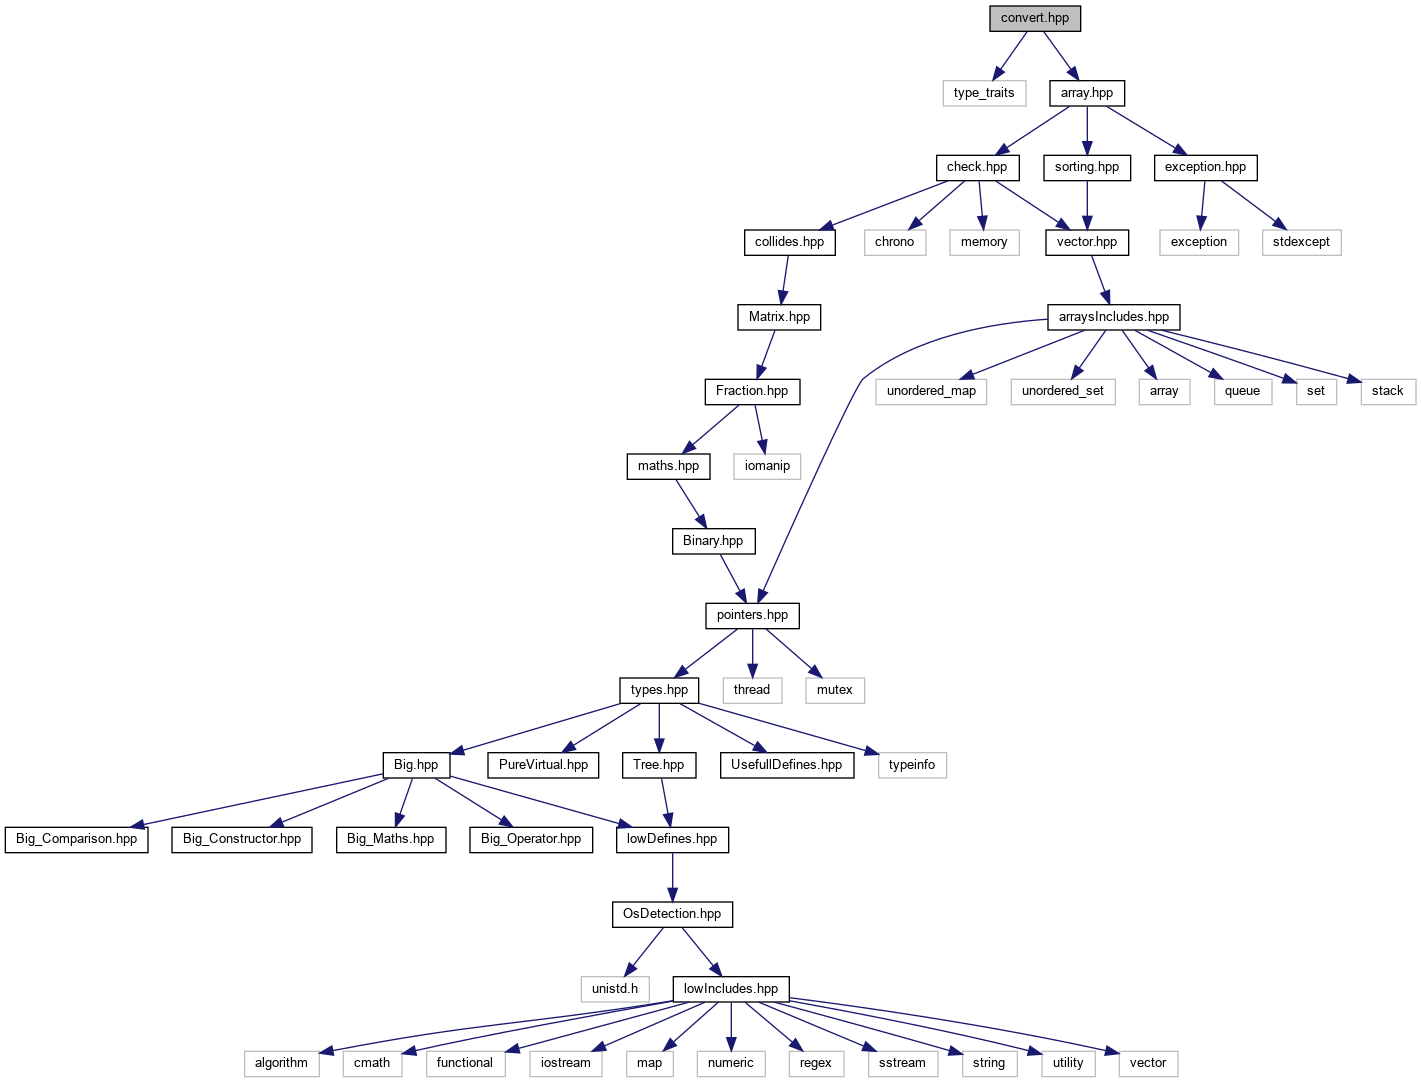 convert.hpp
type_traits
array.hpp
check.hpp
sorting.hpp
exception.hpp
collides.hpp
chrono
memory
vector.hpp
exception
stdexcept
Matrix.hpp
arraysIncludes.hpp
Fraction.hpp
unordered_map
unordered_set
array
queue
set
stack
maths.hpp
iomanip
Binary.hpp
pointers.hpp
types.hpp
thread
mutex
Big.hpp
PureVirtual.hpp
Tree.hpp
UsefullDefines.hpp
typeinfo
Big_Comparison.hpp
Big_Constructor.hpp
Big_Maths.hpp
Big_Operator.hpp
lowDefines.hpp
OsDetection.hpp
unistd.h
lowIncludes.hpp
algorithm
cmath
functional
iostream
map
numeric
regex
sstream
string
utility
vector